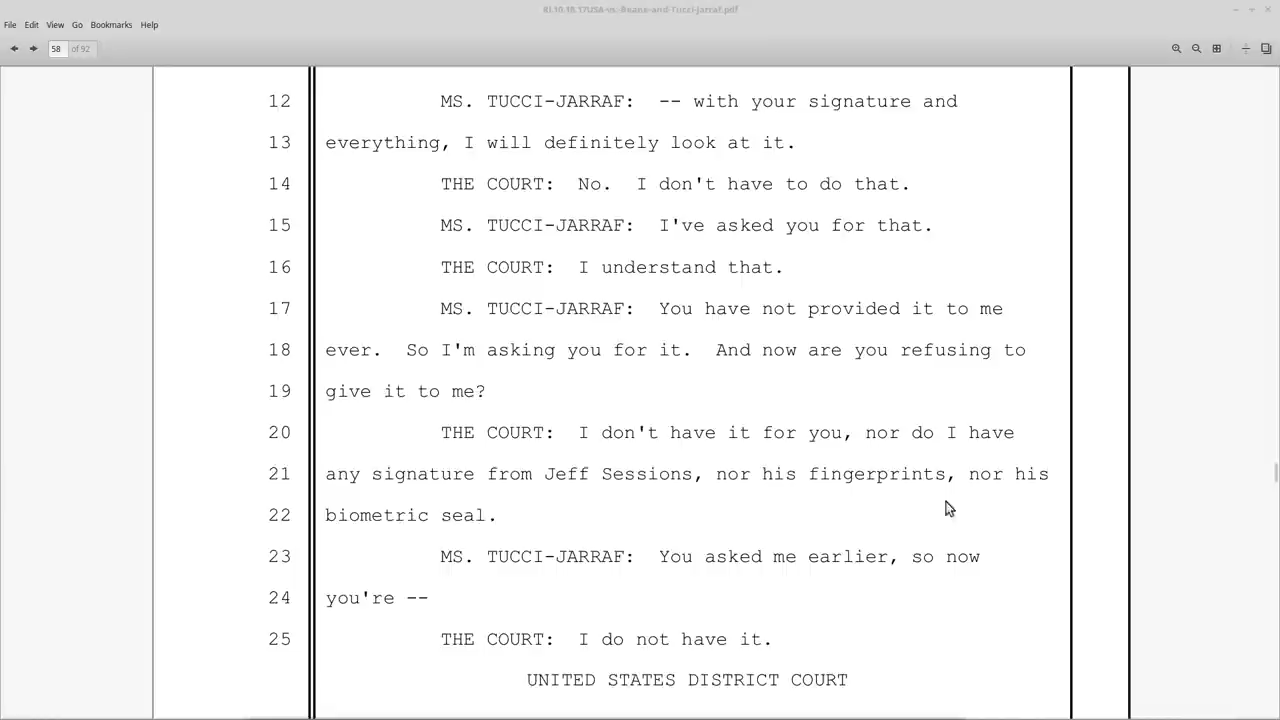 File Edit View Go Bookmarks Help
58 of 92
12 MS. TUCCI-JARRAF: -- with your signature and
13 everything, I will definitely look at it.
14 THE COURT: No. I don't have to do that.
15 MS. TUCCI-JARRAF: I've asked you for that.
16 THE COURT: I understand that.
17 MS. TUCCI-JARRAF: You have not provided it to me
18 ever. So I'm asking you for it. And now are you refusing to
19 give it to me?
20 THE COURT: I don't have it for you, nor do I have
21 any signature from Jeff Sessions, nor his fingerprints, nor his
22 biometric seal.
23 MS. TUCCI-JARRAF: You asked me earlier, so now
24 you're --
25 THE COURT: I do not have it.
UNITED STATES DISTRICT COURT